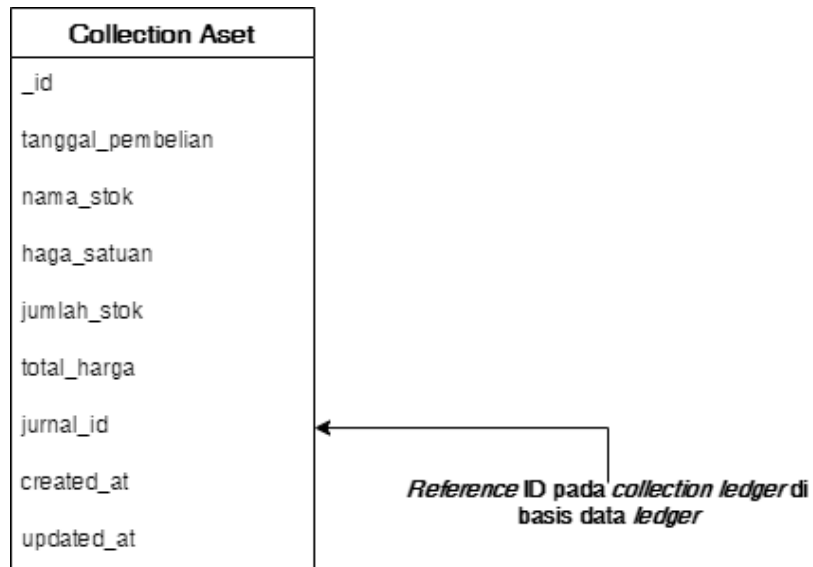 Collection Aset
_id
tanggal_pembelian
nama_stok
haga_satuan
jumlah_stok
total_harga
jurnal_id
created_at
updated_at
Reference ID pada collection ledger di
basis data ledger